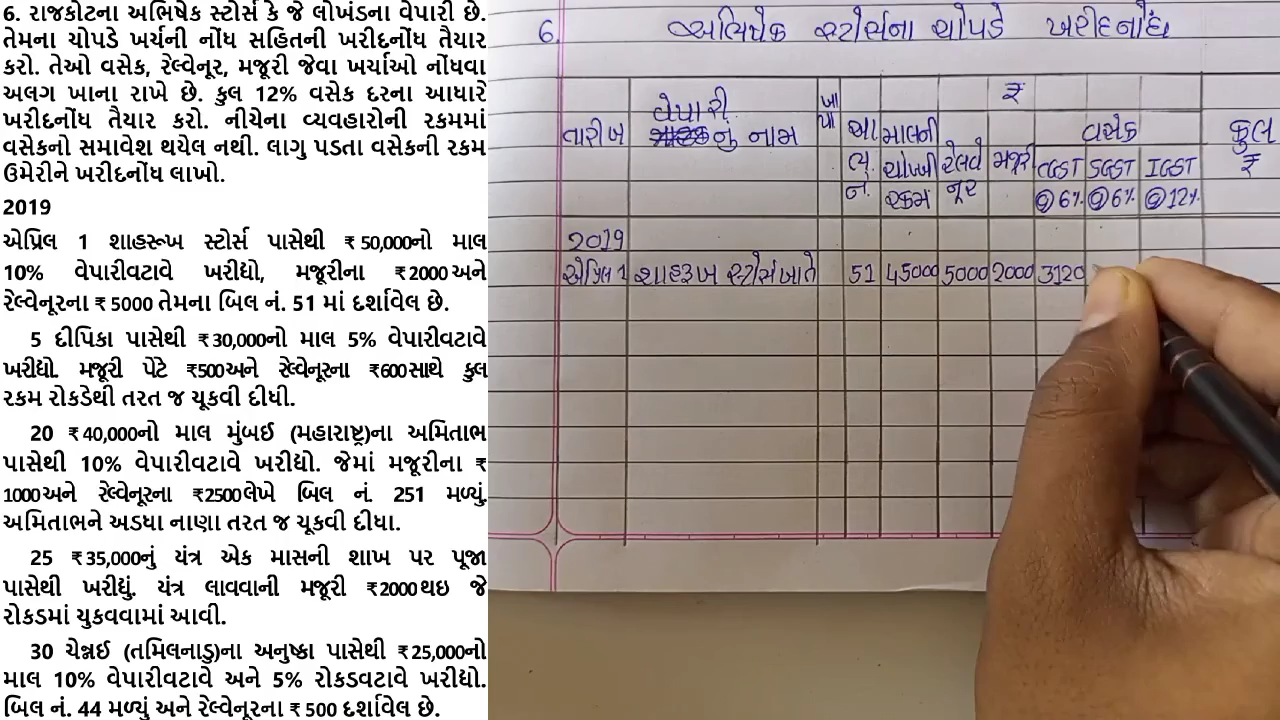 6. રાજકોટના અભિષેક સ્ટોર્સ કે જે લોખંડના વેપારી છે.
તેમના ચોપડે ખર્ચની નોંધ સહિતની ખરીદનોંધ તૈયાર
કરો. તેઓ વસેક, રેલ્વેનૂર, મજૂરી જેવા ખર્ચાઓ નોંધવા
અલગ ખાના રાખે છે. કુલ 12% વસેક દરના આધારે
ખરીદનોંધ તૈયાર કરો. નીચેના વ્યવહારોની રકમમાં
વસેકનો સમાવેશ થયેલ નથી. લાગુ પડતા વસેકની રકમ
ઉમેરીને ખરીદનોંધ લાખો.
2019
એપ્રિલ 1 શાહરૂખ સ્ટોર્સ પાસેથી ₹ 50,000નો માલ
10% વેપારીવટાવે ખરીદ્યો, મજૂરીના ₹2000 અને
રેલ્વેનૂરના ₹ 5000 તેમના બિલ નં. 51 માં દર્શાવેલ છે.
5 દીપિકા પાસેથી ₹30,000નો માલ 5% વેપારીવટાવે
ખરીદ્યો. મજૂરી પેટે ₹500અને રેલ્વેનૂરના ₹600સાથે કુલ
રકમ રોકડેથી તરત જ ચૂકવી દીધી.
20 ₹40,000નો માલ મુંબઈ (મહારાષ્ટ્ર)ના અમિતાભ
પાસેથી 10% વેપારીવટાવે ખરીદ્યો. જેમાં મજૂરીના ₹
1000અને રેલ્વેનૂરના ₹2500લેખે બિલ નં. 251 મળ્યું.
અમિતાભને અડધા નાણા તરત જ ચૂકવી દીધા.
25 ₹35,000નું યંત્ર એક માસની શાખ પર પૂજા
પાસેથી ખરીદ્યું. યંત્ર લાવવાની મજૂરી ₹2000થઇ જે
રોકડમાં ચુકવવામાં આવી.
30 ચેન્નઈ (તમિલનાડુ)ના અનુષ્કા પાસેથી ₹25,000નો
માલ 10% વેપારીવટાવે અને 5% રોકડવટાવે ખરીદ્યો.
બિલ નં. 44 મળ્યું અને રેલ્વેનૂરના ₹ 500 દર્શાવેલ છે.
6. અભિષેક સ્ટોર્સના ચોપડે ખરીદનોંધ
₹
તારીખ વેપારીનું નામ ખા પા આ બ નં. માલની ચોખ્ખી રકમ રેલવે નૂર મજૂરી વસેક કુલ ₹
CGST @6% SGST @6% IGST @12%
2019
એપ્રિલ 1 શાહરૂખ સ્ટોર્સ ખાતે 51 45000 5000 2000 3120